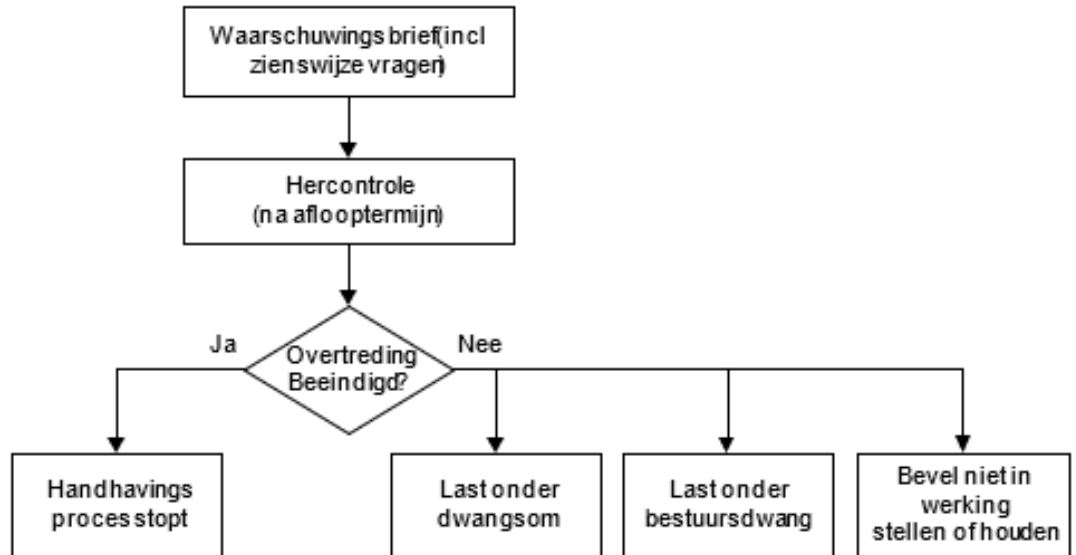 Waarschuwingsbrief(incl
zienswijze vragen)
Hercontrole
(na aflooptermijn)
Ja
Overtreding
Beeindigd?
Nee
Handhavings
proces stopt
Last onder
dwangsom
Last onder
bestuursdwang
Bevel niet in
werking
stellen of houden